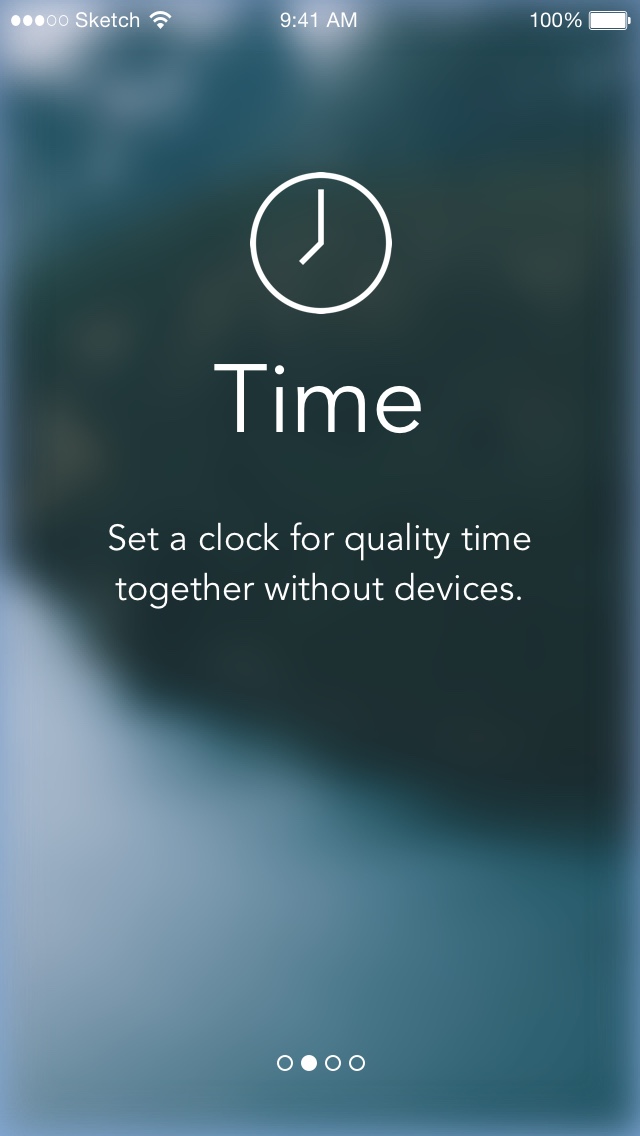 Sketch 9:41 AM 100%
Time
Set a clock for quality time
together without devices.